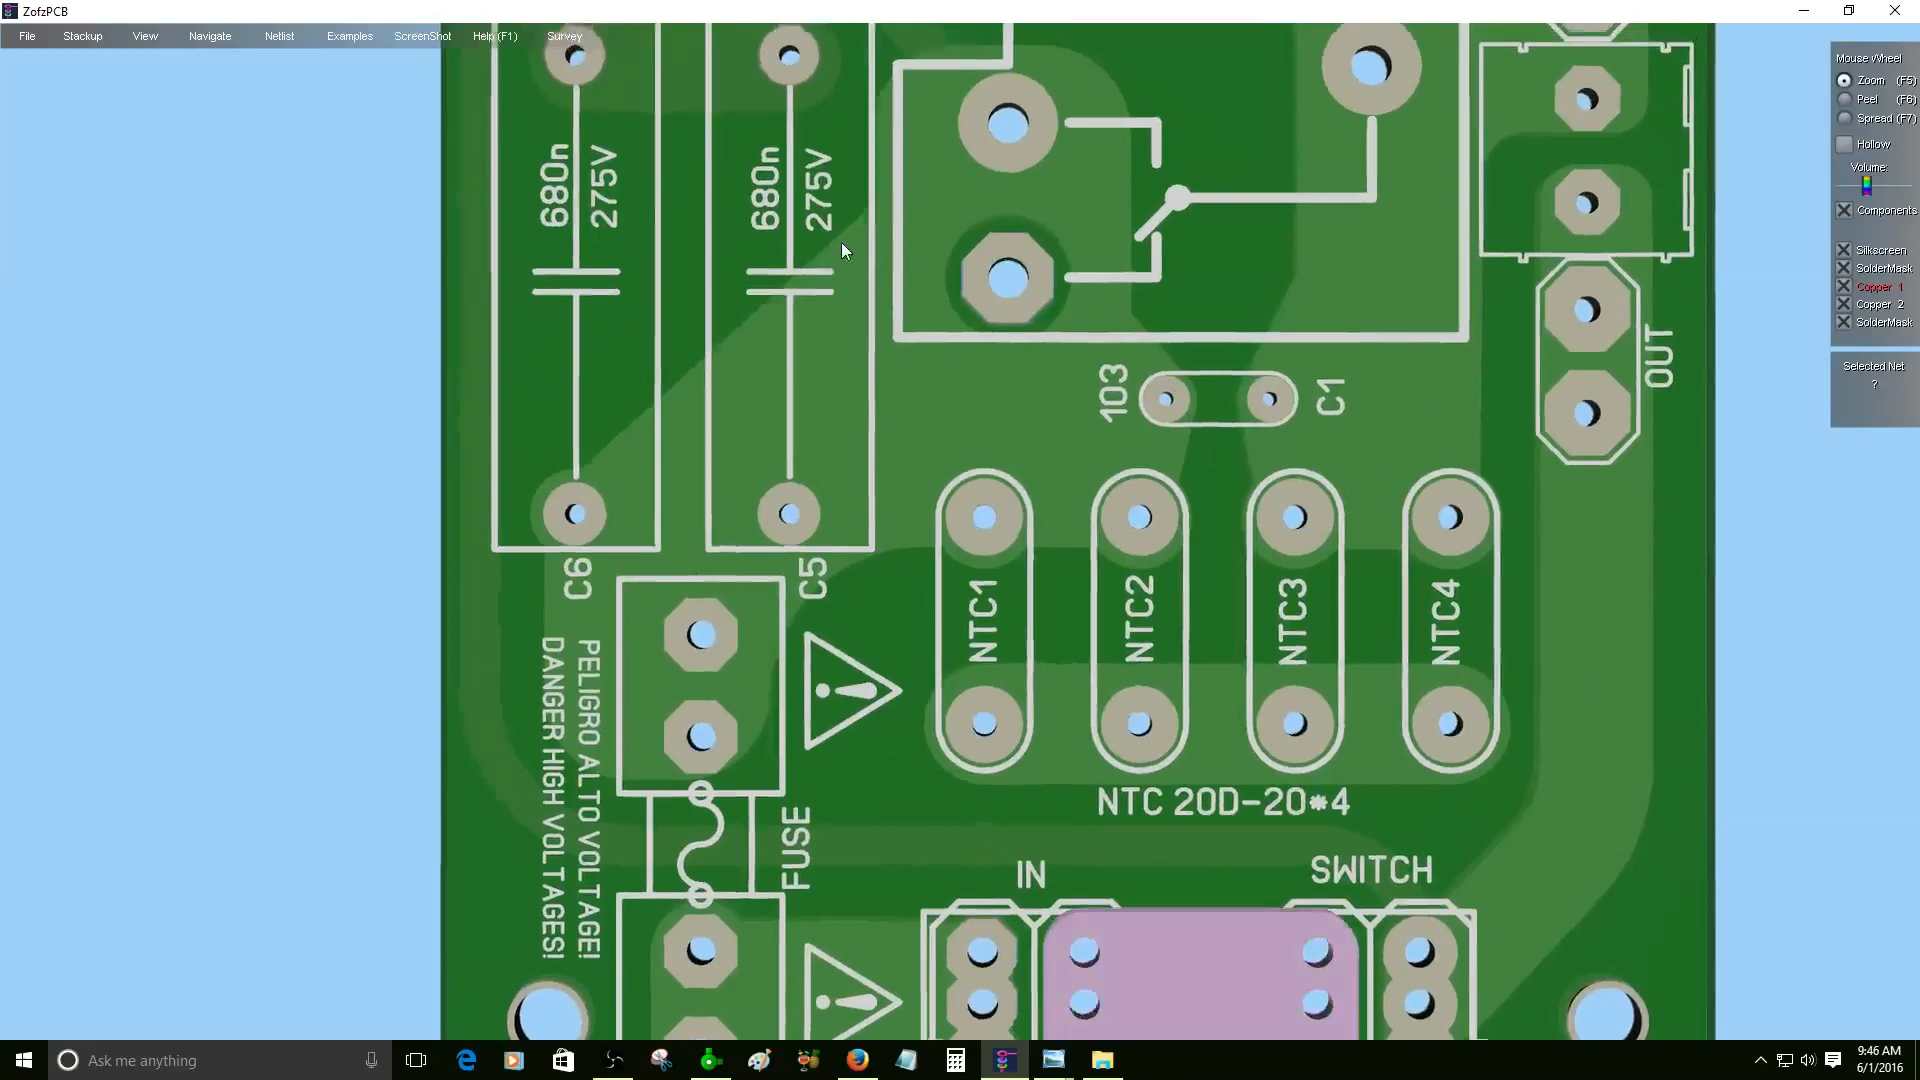 ZofzPCB
File Stackup View Navigate Netlist Examples ScreenShot Help (F1) Survey
Mouse Wheel
Zoom (F5)
Peel (F6)
Spread (F7)
Hollow
Volume:
Components
Silkscreen
SolderMask
Copper 1
Copper 2
SolderMask
Selected Net
?
680n
275V
680n
275V
OUT
103
C1
C6
C5
NTC1
NTC2
NTC3
NTC4
PELIGRO ALTO VOLTAGE!
DANGER HIGH VOLTAGES!
FUSE
NTC 20D-20*4
IN
SWITCH
Ask me anything
9:46 AM
6/1/2016